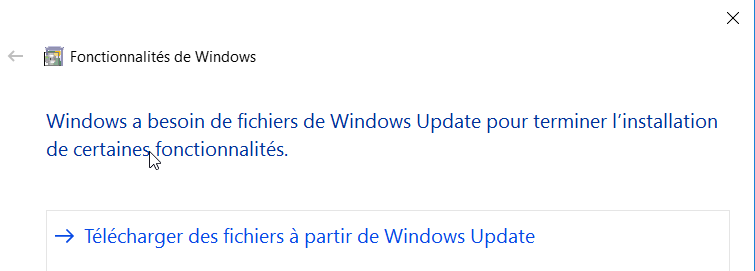 Fonctionnalités de Windows
Windows a besoin de fichiers de Windows Update pour terminer l’installation
de certaines fonctionnalités.
Télécharger des fichiers à partir de Windows Update